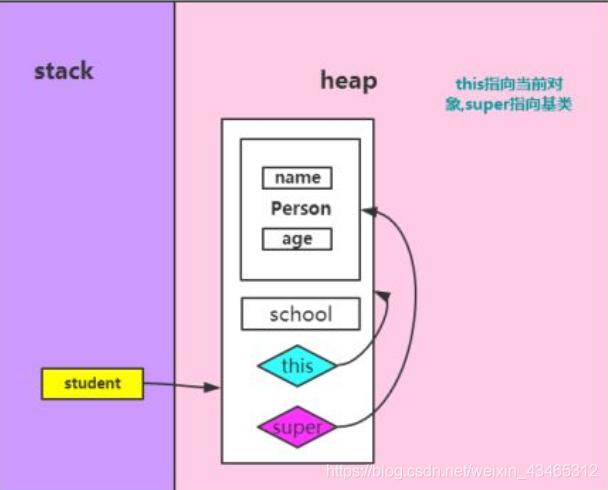 stack
heap
this指向当前对
象,super指向基类
name
Person
age
school
this
student
super
https://blog.csdn.net/weixin_43465312